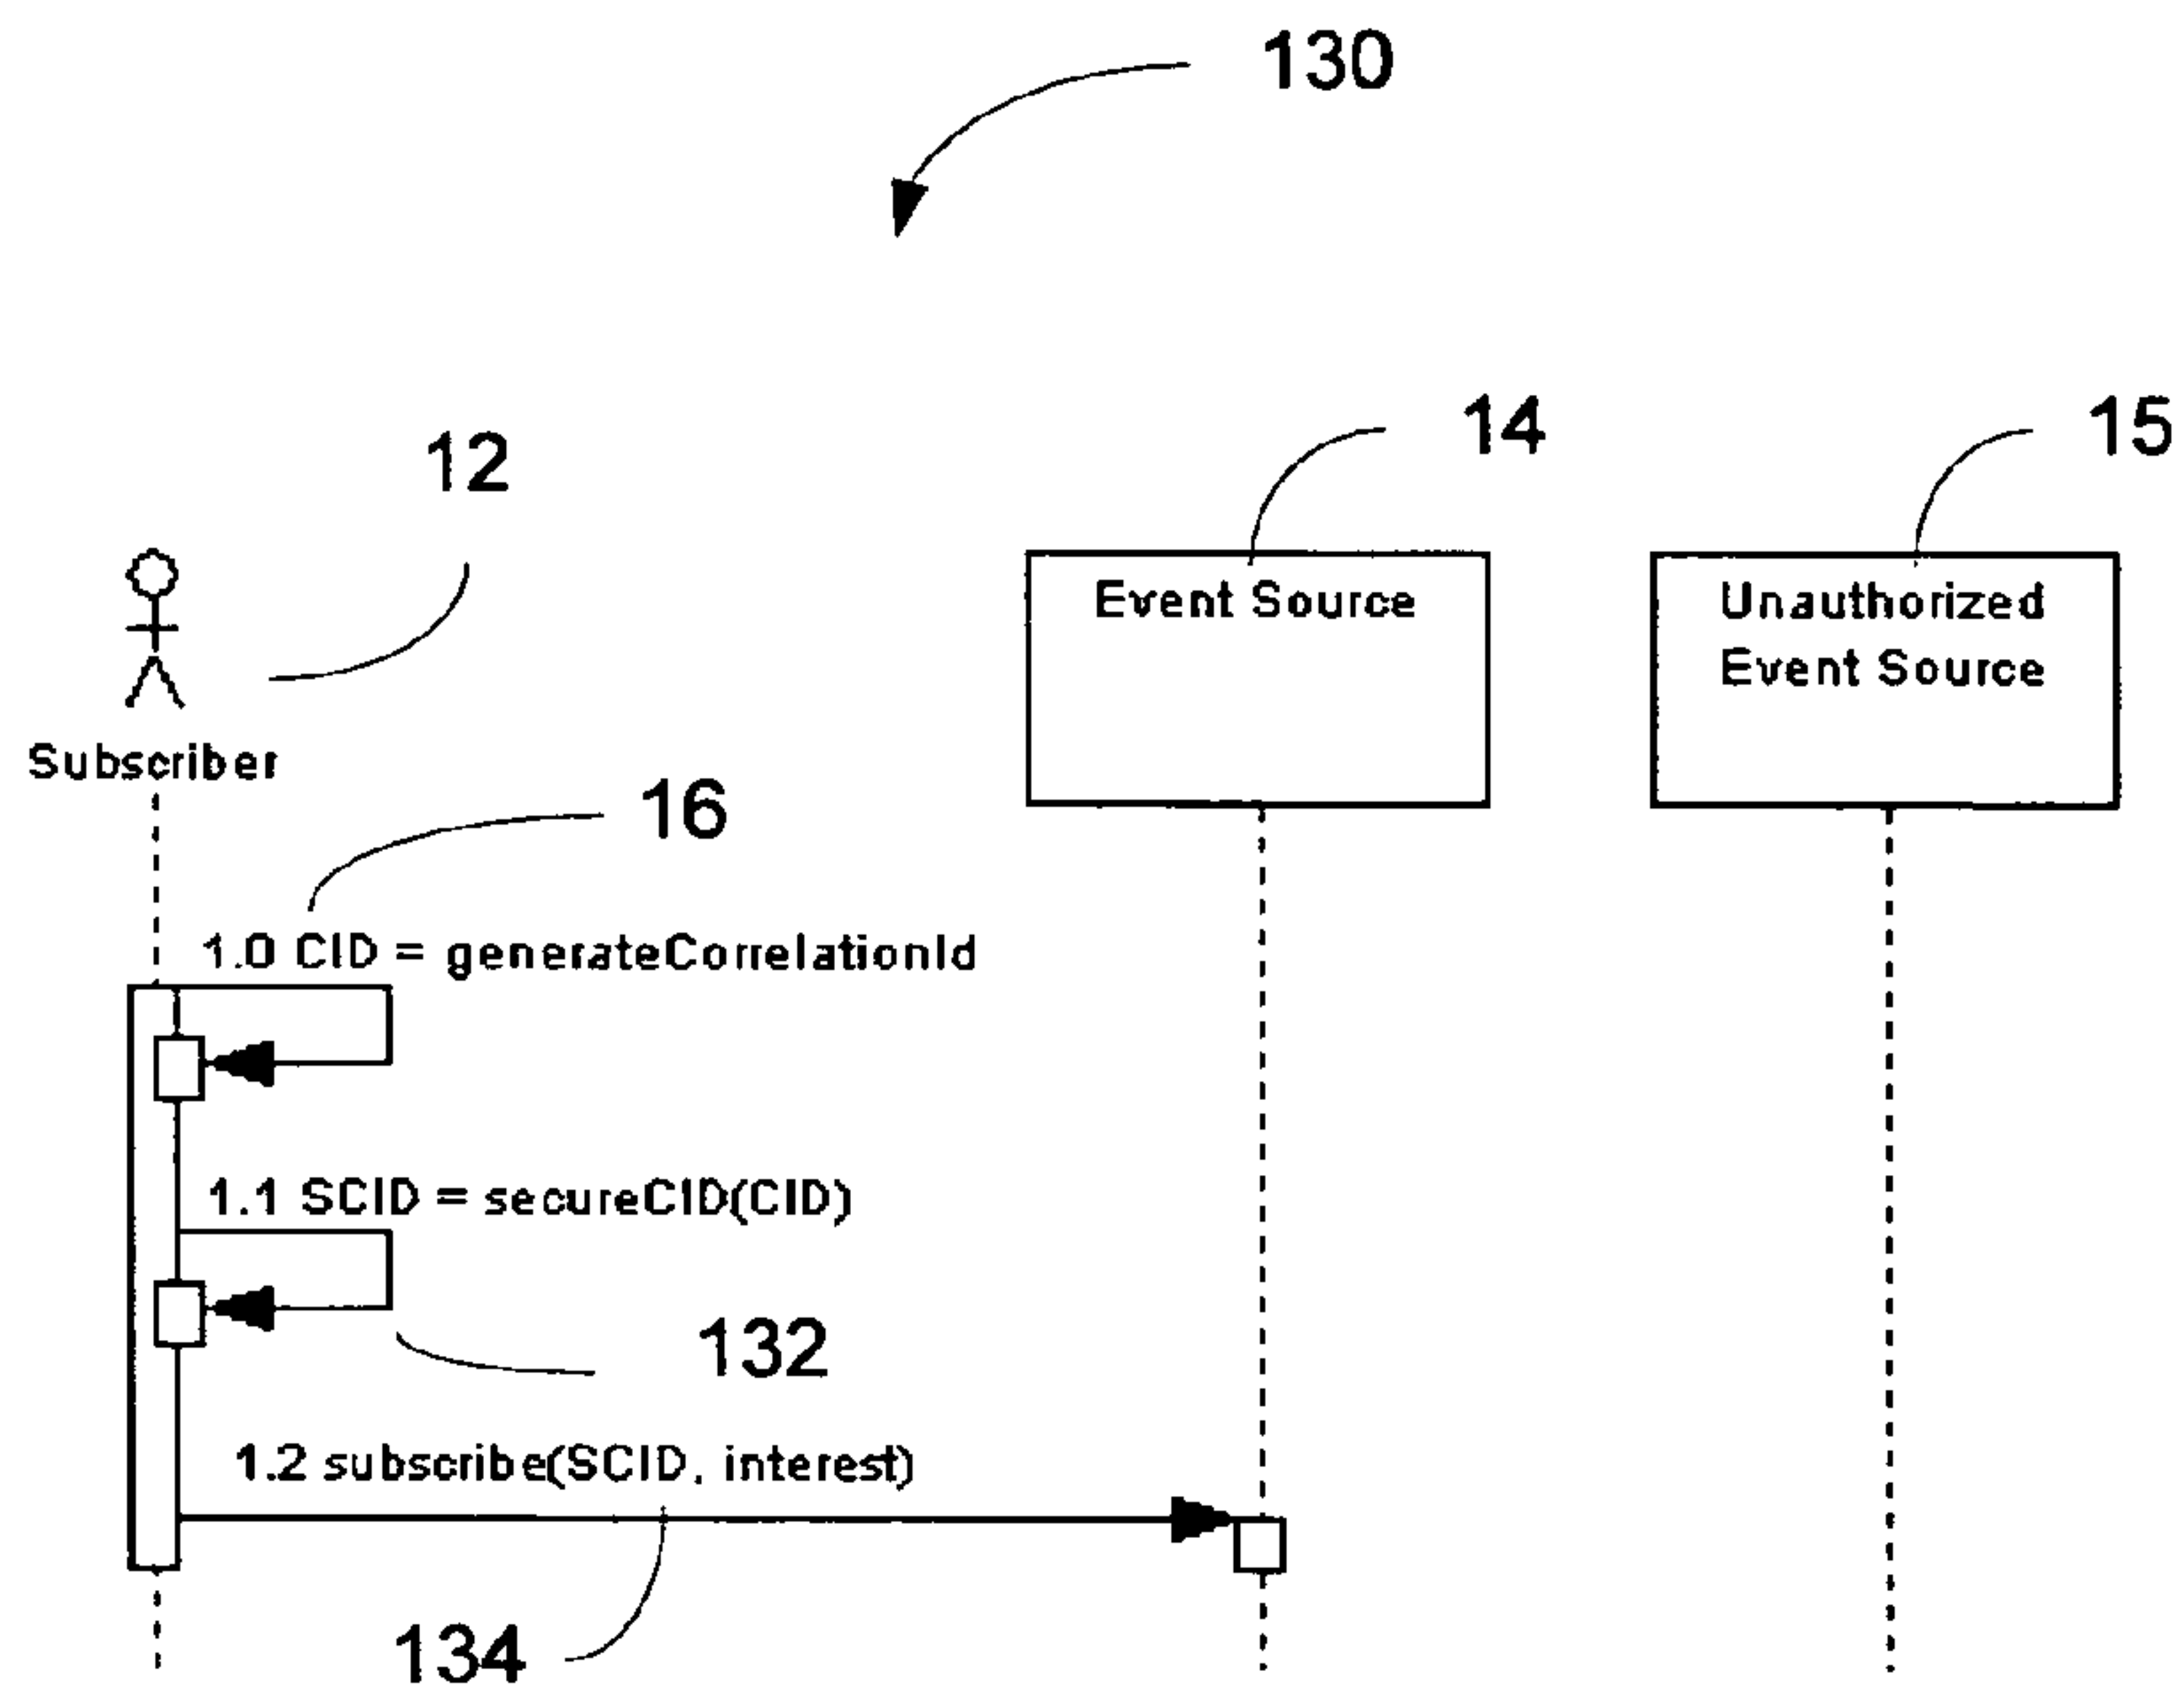 130
12
14
15
Event Source
Unauthorized
Event Source
Subscriber
16
1.0 CID = generateCorrelationId
1.1 SCID = secureCID(CID)
132
1.2 subscribe(SCID, interest)
134